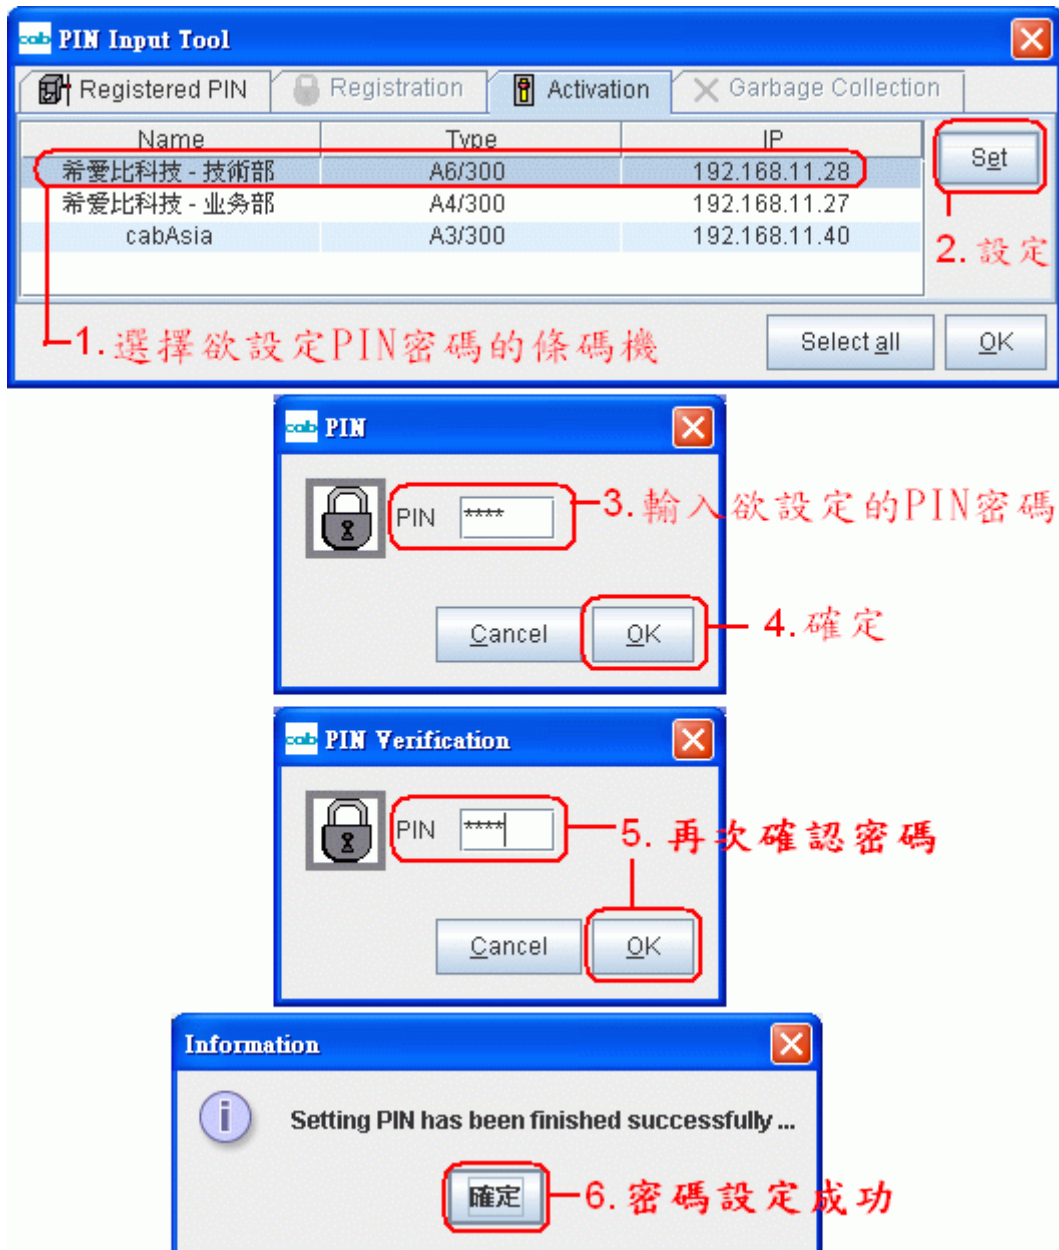 cab PIN Input Tool
Registered PIN Registration Activation Garbage Collection
Name Type IP
希愛比科技 - 技術部 A6/300 192.168.11.28
希爱比科技 - 业务部 A4/300 192.168.11.27
cabAsia A3/300 192.168.11.40
Set
2. 設定
1. 選擇欲設定PIN密碼的條碼機
Select all OK
cab PIN
PIN ****
3. 輸入欲設定的PIN密碼
Cancel OK
4. 確定
cab PIN Verification
PIN ****
5. 再次確認密碼
Cancel OK
Information
i
Setting PIN has been finished successfully ...
確定
6. 密碼設定成功